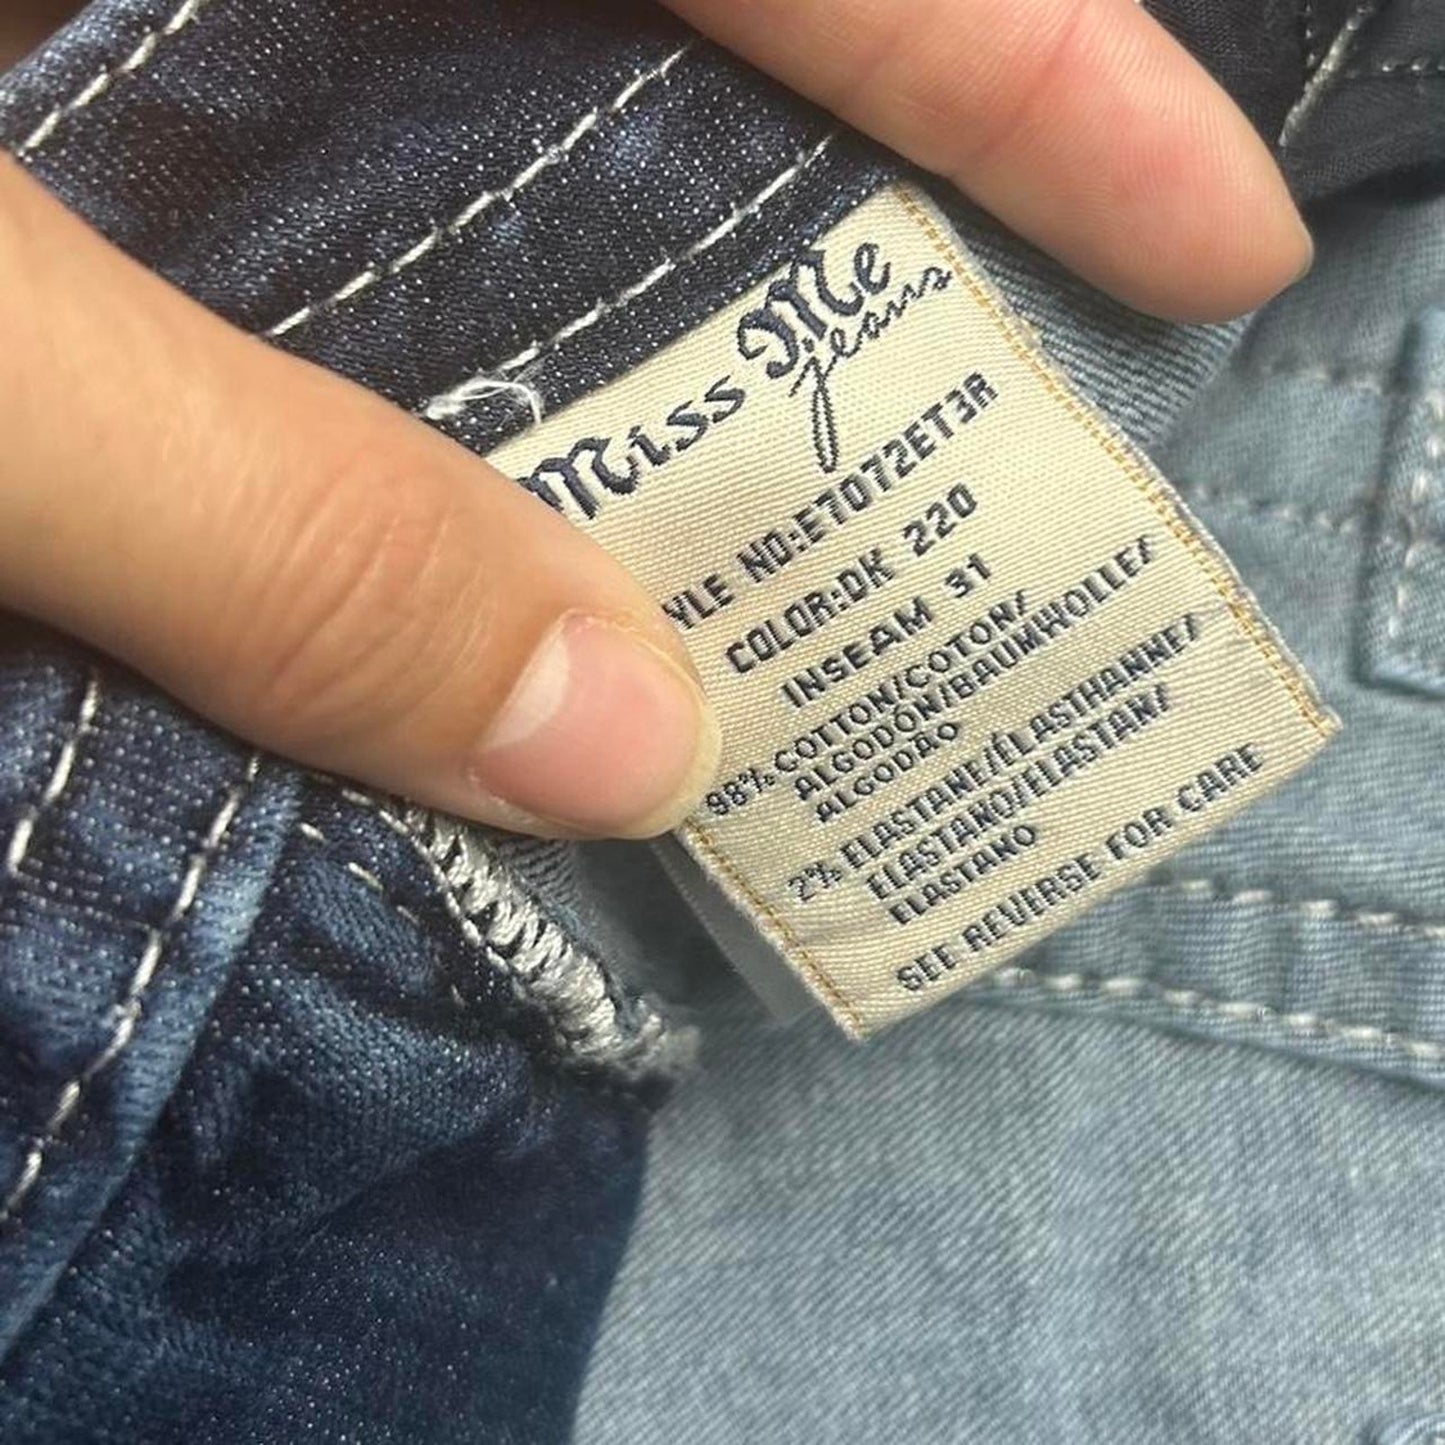 Miss Me
jeans
YLE NO:E7072ET3R
COLOR:DK 220
INSEAM 31
98% COTTON/COTON/
ALGODÓN/BAUMWOLLE/
ALGODÃO
2% ELASTANE/ÉLASTHANNE/
ELASTANO/ELASTAN/
ELASTANO
SEE REVERSE FOR CARE